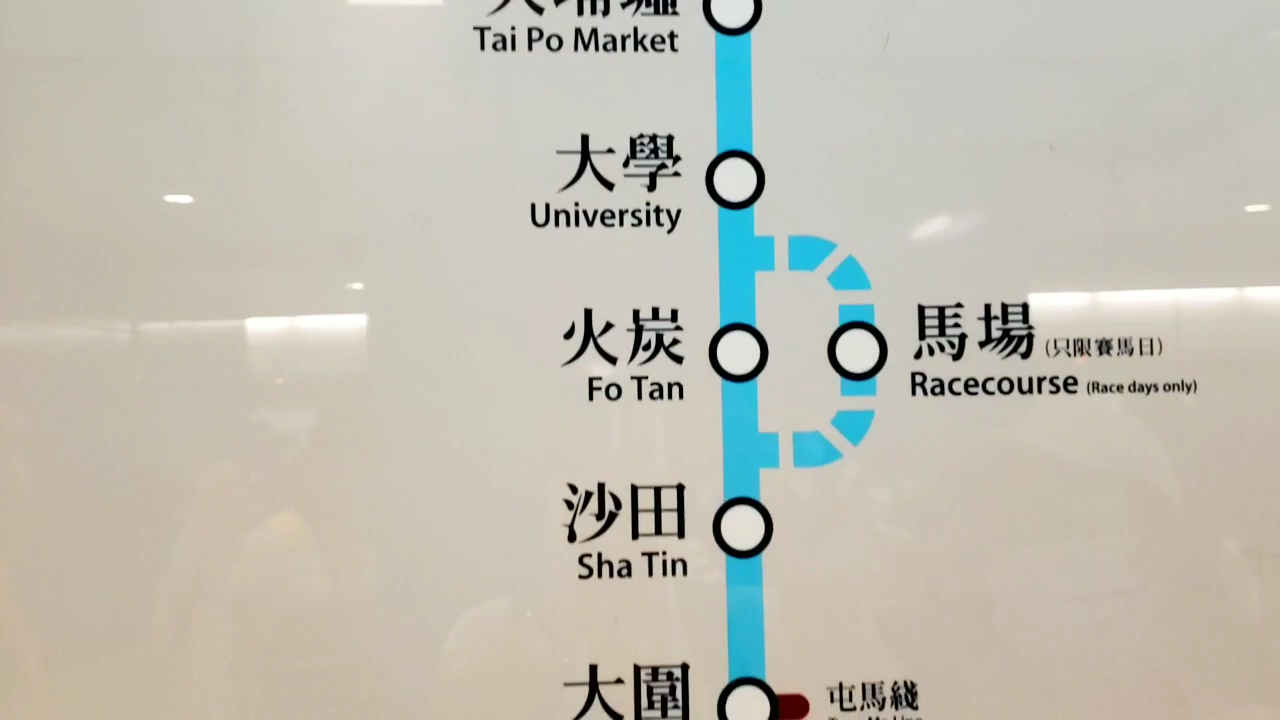 Tai Po Market
大學
University
火炭
Fo Tan
馬場 (只限賽馬日)
Racecourse (Race days only)
沙田
Sha Tin
大圍
屯馬綫